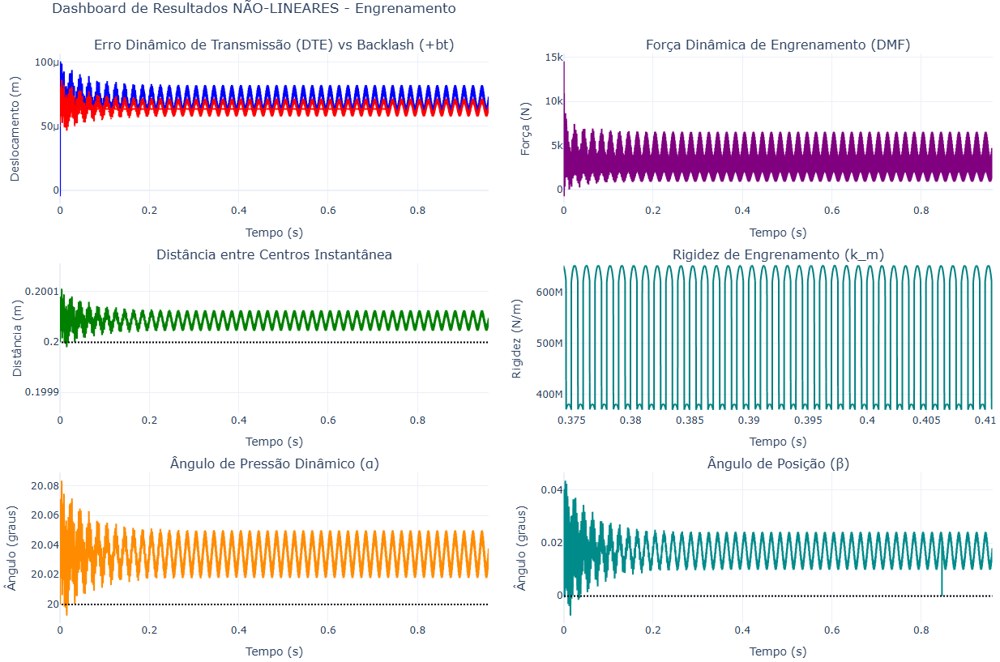 Dashboard de Resultados NÃO-LINEARES - Engrenamento
Erro Dinâmico de Transmissão (DTE) vs Backlash (+bt)
Deslocamento (m)
100μ
50μ
0
0 0.2 0.4 0.6 0.8
Tempo (s)
Força Dinâmica de Engrenamento (DMF)
Força (N)
15k
10k
5k
0
0 0.2 0.4 0.6 0.8
Tempo (s)
Distância entre Centros Instantânea
Distância (m)
0.2001
0.2
0.1999
0 0.2 0.4 0.6 0.8
Tempo (s)
Rigidez de Engrenamento (k_m)
Rigidez (N/m)
600M
500M
400M
0.375 0.38 0.385 0.39 0.395 0.4 0.405 0.41
Tempo (s)
Ângulo de Pressão Dinâmico (α)
Ângulo (graus)
20.08
20.06
20.04
20.02
20
0 0.2 0.4 0.6 0.8
Tempo (s)
Ângulo de Posição (β)
Ângulo (graus)
0.04
0.02
0
0 0.2 0.4 0.6 0.8
Tempo (s)